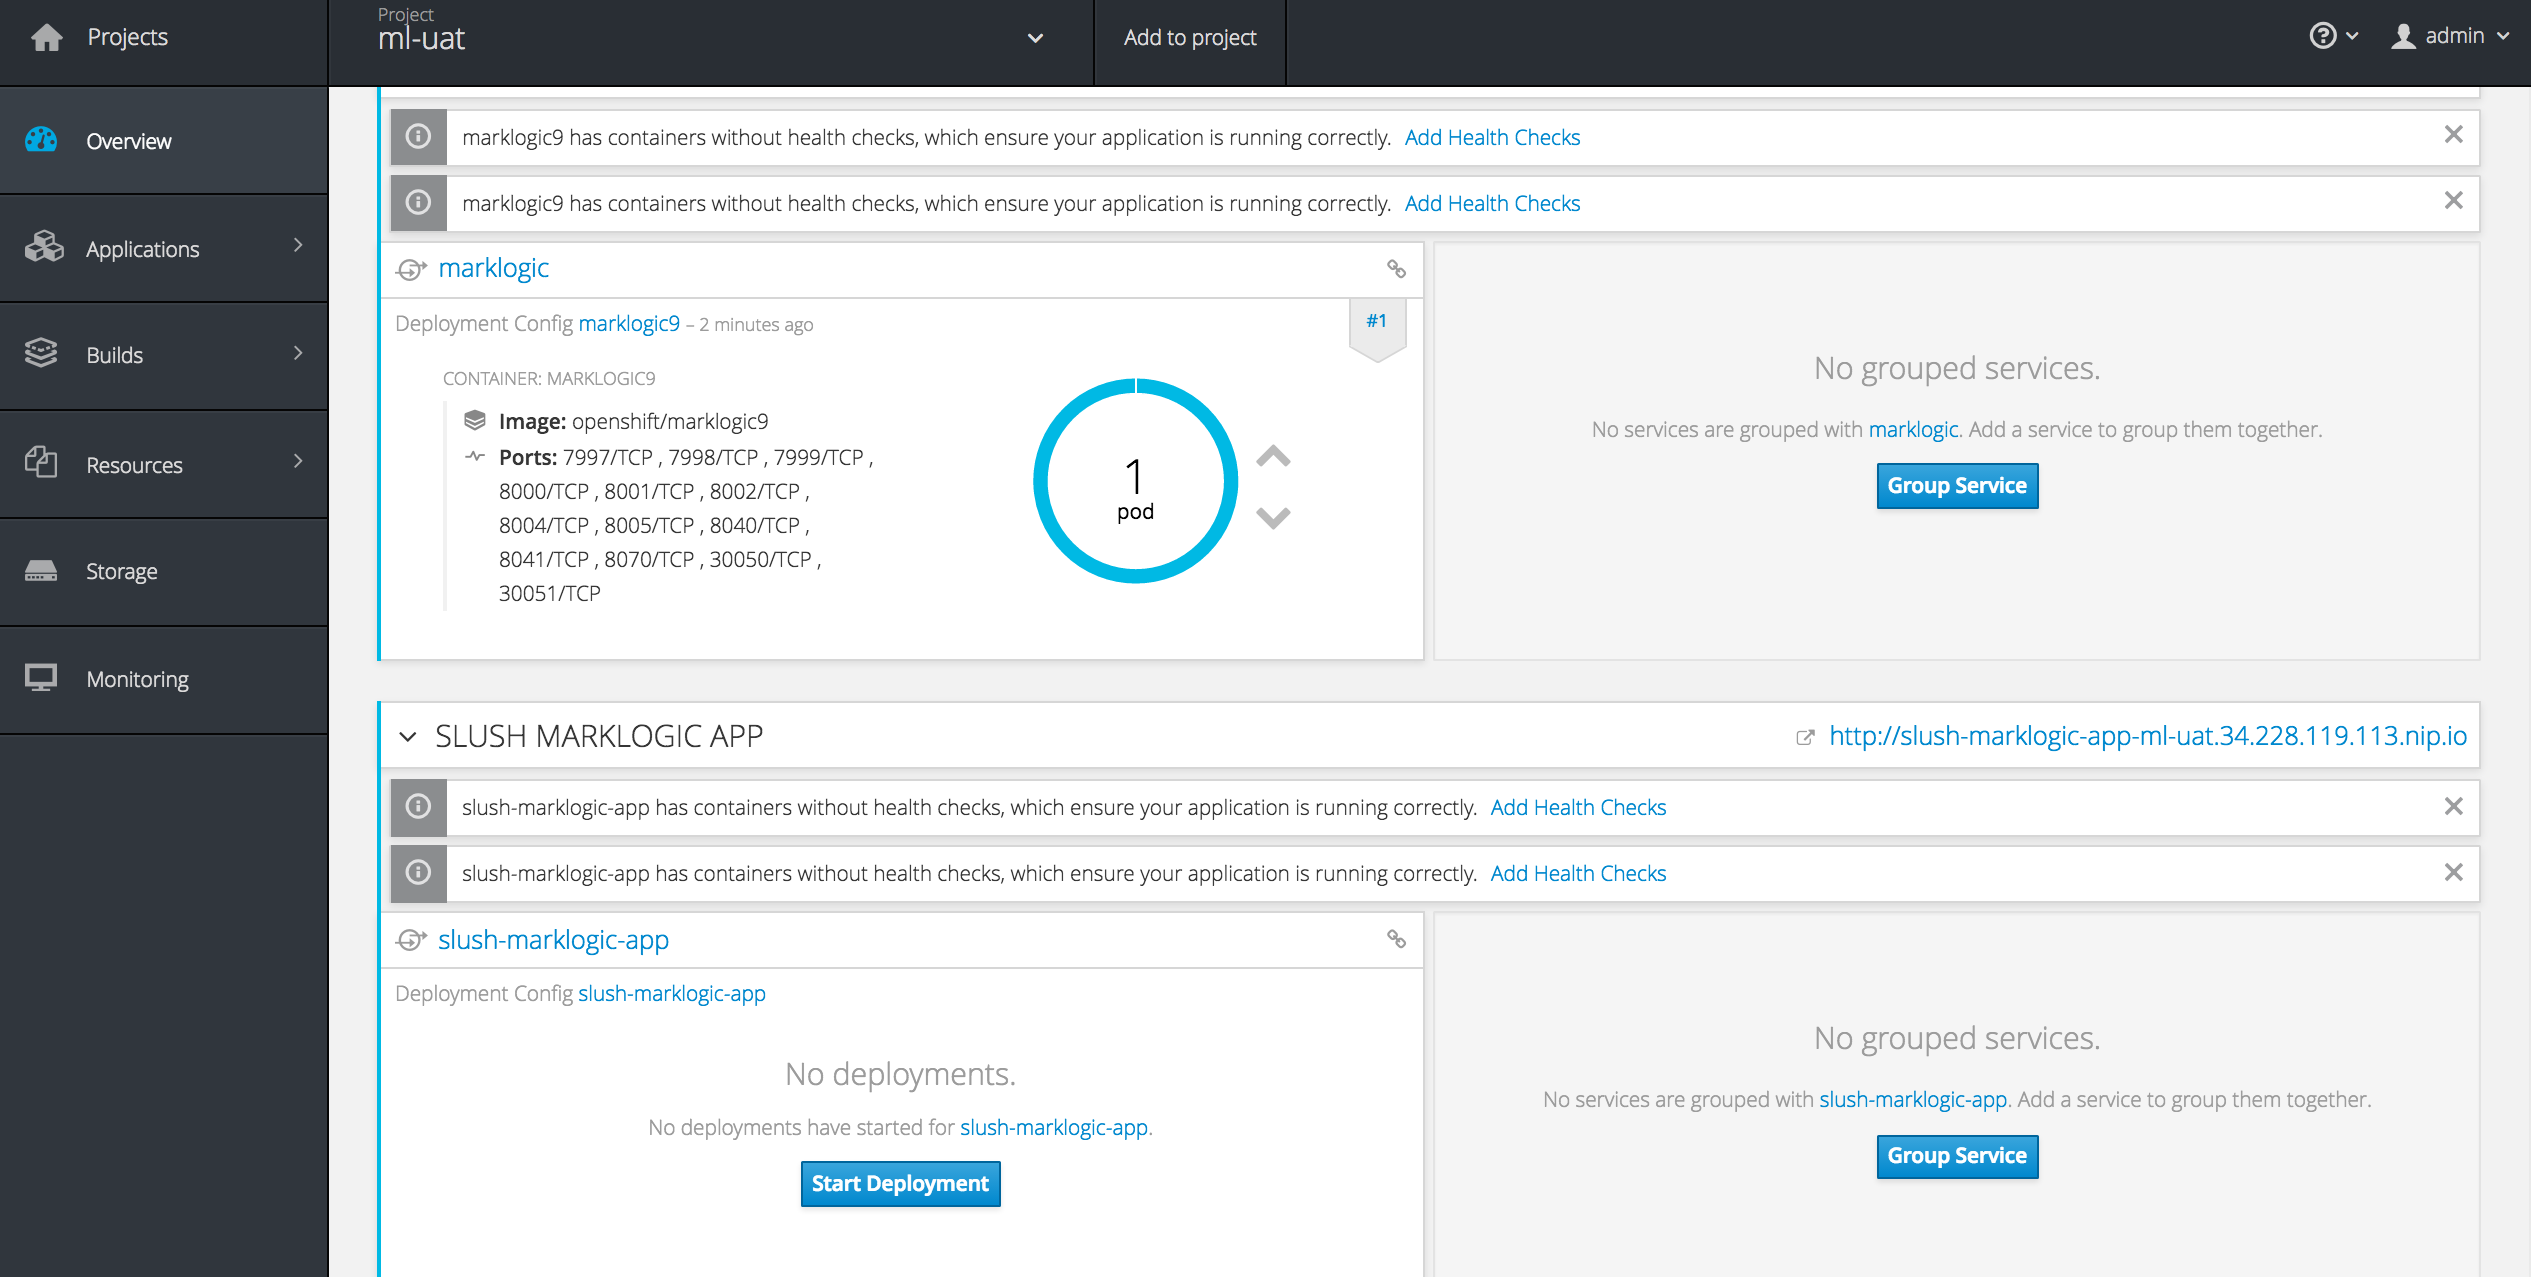 Projects
Project
ml-uat
Add to project
admin
Overview
Applications
Builds
Resources
Storage
Monitoring
marklogic9 has containers without health checks, which ensure your application is running correctly. Add Health Checks
marklogic9 has containers without health checks, which ensure your application is running correctly. Add Health Checks
marklogic
Deployment Config marklogic9 – 2 minutes ago
#1
CONTAINER: MARKLOGIC9
Image: openshift/marklogic9
Ports: 7997/TCP , 7998/TCP , 7999/TCP ,
8000/TCP , 8001/TCP , 8002/TCP ,
8004/TCP , 8005/TCP , 8040/TCP ,
8041/TCP , 8070/TCP , 30050/TCP ,
30051/TCP
1
pod
No grouped services.
No services are grouped with marklogic. Add a service to group them together.
Group Service
SLUSH MARKLOGIC APP
http://slush-marklogic-app-ml-uat.34.228.119.113.nip.io
slush-marklogic-app has containers without health checks, which ensure your application is running correctly. Add Health Checks
slush-marklogic-app has containers without health checks, which ensure your application is running correctly. Add Health Checks
slush-marklogic-app
Deployment Config slush-marklogic-app
No deployments.
No deployments have started for slush-marklogic-app.
Start Deployment
No grouped services.
No services are grouped with slush-marklogic-app. Add a service to group them together.
Group Service